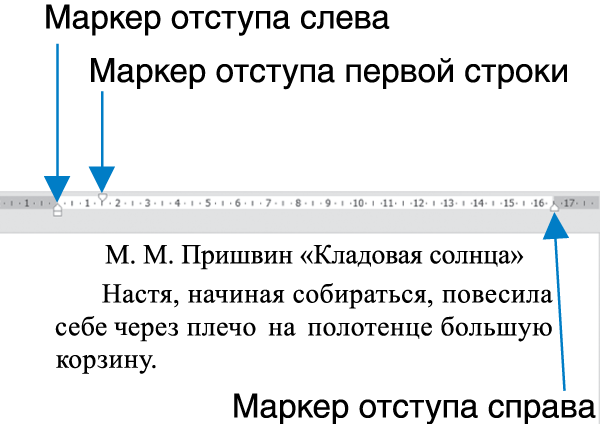 Маркер отступа слева
Маркер отступа первой строки
1 1 2 3 4 5 6 7 8 9 10 11 12 13 14 15 16 17
М. М. Пришвин «Кладовая солнца»
Настя, начиная собираться, повесила
себе через плечо на полотенце большую
корзину.
Маркер отступа справа